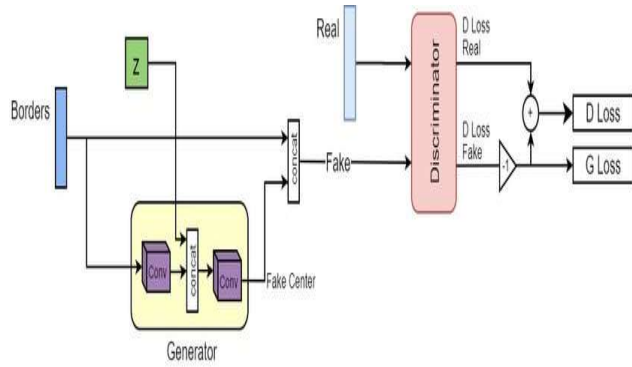 Real
D Loss
Real
Z
Borders
Discriminator
+
D Loss
concat
Fake
D Loss
Fake
-1
G Loss
Conv
concat
Conv
Fake Center
Generator